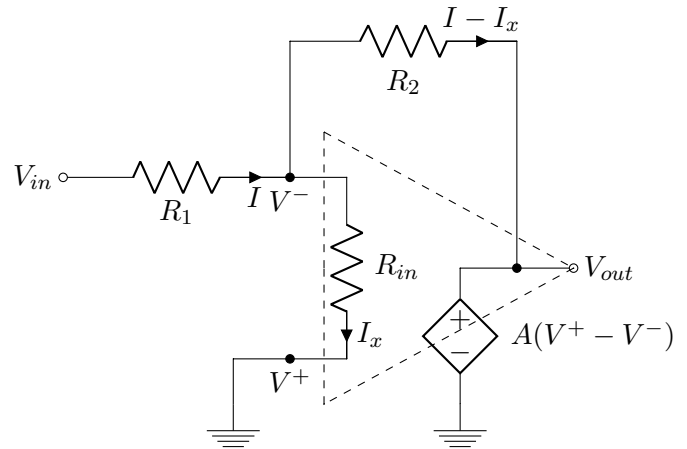 I − I_x
R_2
V_in
R_1
I
V^−
R_in
V_out
I_x
+
−
A(V^+ − V^−)
V^+